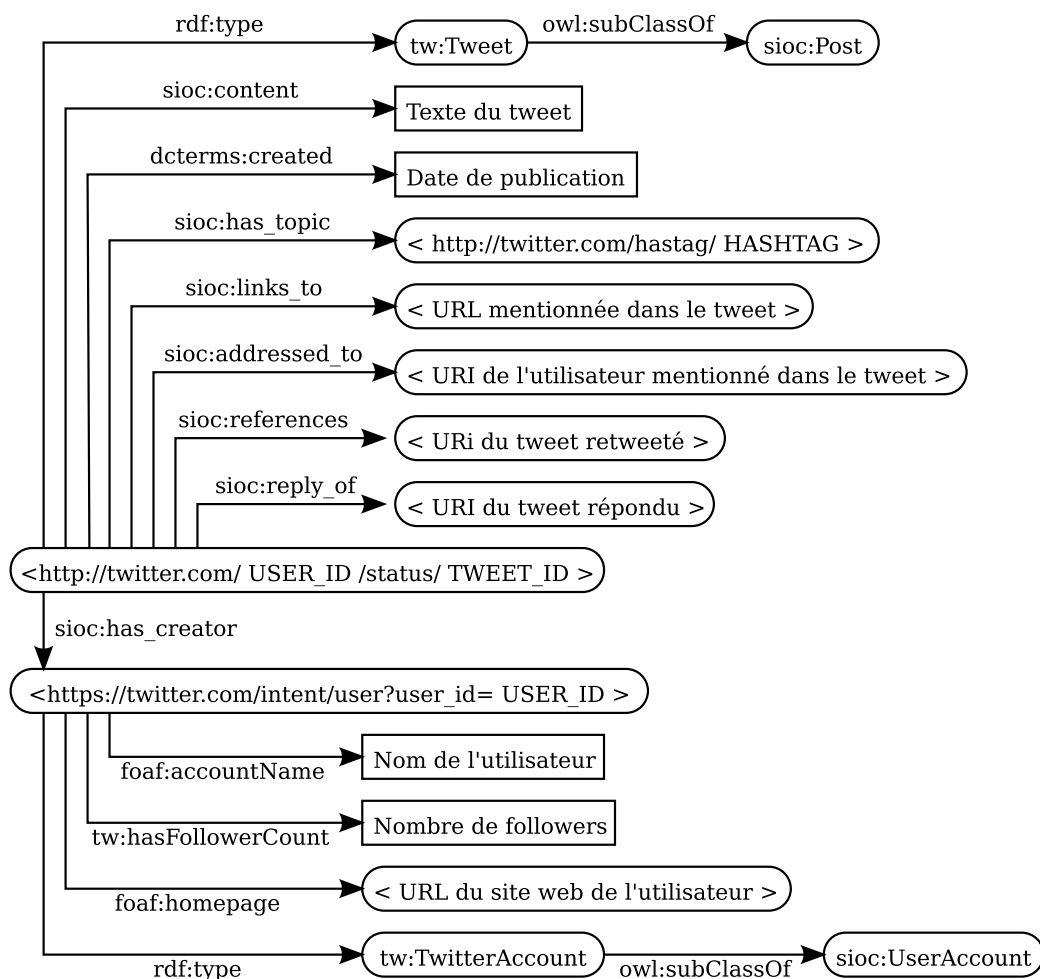 rdf:type
tw:Tweet
owl:subClassOf
sioc:Post
sioc:content
Texte du tweet
dcterms:created
Date de publication
sioc:has_topic
< http://twitter.com/hastag/ HASHTAG >
sioc:links_to
< URL mentionnée dans le tweet >
sioc:addressed_to
< URI de l'utilisateur mentionné dans le tweet >
sioc:references
< URi du tweet retweeté >
sioc:reply_of
< URI du tweet répondu >
<http://twitter.com/ USER_ID /status/ TWEET_ID >
sioc:has_creator
<https://twitter.com/intent/user?user_id= USER_ID >
foaf:accountName
Nom de l'utilisateur
tw:hasFollowerCount
Nombre de followers
foaf:homepage
< URL du site web de l'utilisateur >
rdf:type
tw:TwitterAccount
owl:subClassOf
sioc:UserAccount